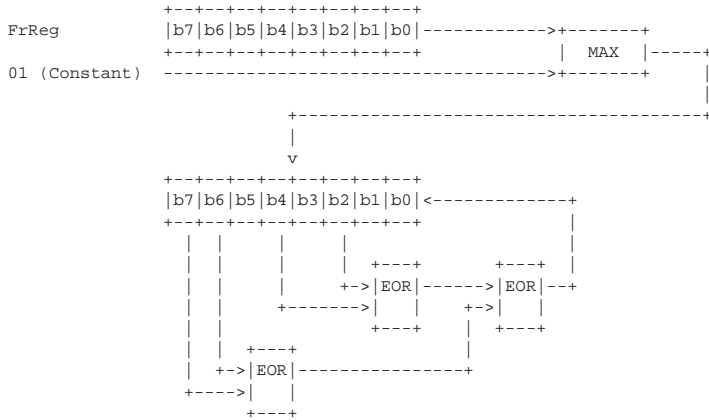 FrReg |b7|b6|b5|b4|b3|b2|b1|b0|
MAX
01 (Constant)
v
|b7|b6|b5|b4|b3|b2|b1|b0|
EOR EOR
EOR